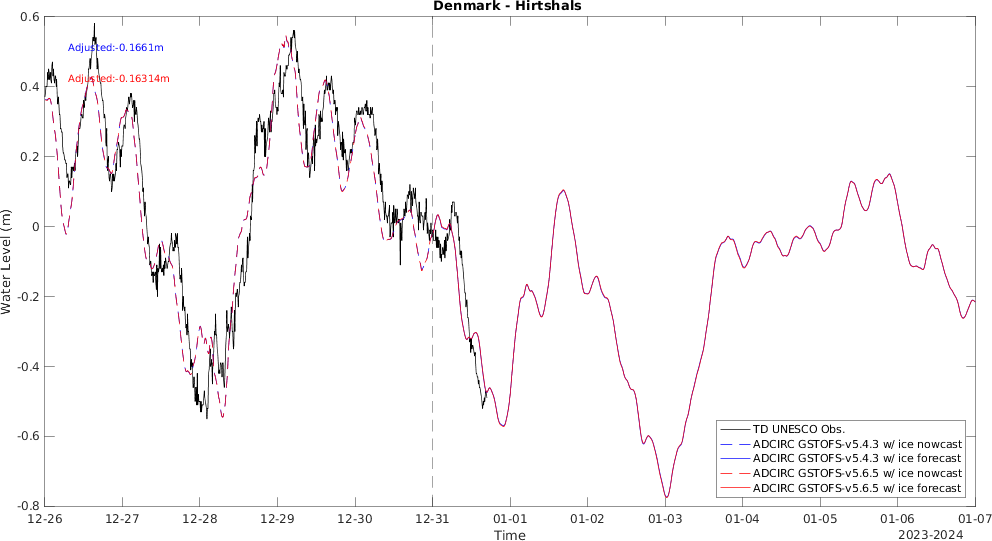 Denmark - Hirtshals
0.6
0.4
0.2
0
-0.2
-0.4
-0.6
-0.8
Water Level (m)
Adjusted:-0.1661m
Adjusted:-0.16314m
TD UNESCO Obs.
ADCIRC GSTOFS-v5.4.3 w/ ice nowcast
ADCIRC GSTOFS-v5.4.3 w/ ice forecast
ADCIRC GSTOFS-v5.6.5 w/ ice nowcast
ADCIRC GSTOFS-v5.6.5 w/ ice forecast
12-26 12-27 12-28 12-29 12-30 12-31 01-01 01-02 01-03 01-04 01-05 01-06 01-07
Time
2023-2024